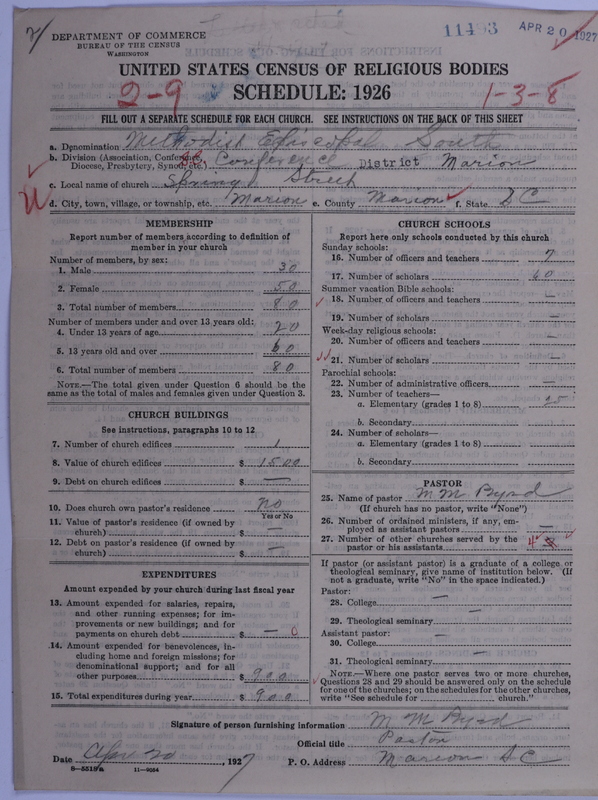 11493 APR 20 1927
DEPARTMENT OF COMMERCE
BUREAU OF THE CENSUS
WASHINGTON
UNITED STATES CENSUS OF RELIGIOUS BODIES
2-9 SCHEDULE: 1926 1-3-8
FILL OUT A SEPARATE SCHEDULE FOR EACH CHURCH. SEE INSTRUCTIONS ON THE BACK OF THIS SHEET
a. Denomination Methodist Episcopal South
b. Division (Association, Conference, Conference District Marion
Diocese, Presbytery, Synod, etc.)
c. Local name of church Spring Street
d. City, town, village, or township, etc. Marion e. County Marion f. State S C
MEMBERSHIP
Report number of members according to definition of
member in your church
Number of members, by sex:
1. Male 30
2. Female 50
3. Total number of members 80
Number of members under and over 13 years old:
4. Under 13 years of age 20
5. 13 years old and over 60
6. Total number of members 80
NOTE.—The total given under Question 6 should be the
same as the total of males and females given under Question 3.
CHURCH BUILDINGS
See instructions, paragraphs 10 to 12
7. Number of church edifices 1
8. Value of church edifices $ 1500
9. Debt on church edifices $ —
10. Does church own pastor's residence no
Yes or No
11. Value of pastor's residence (if owned by
church) $ —
12. Debt on pastor's residence (if owned by
church) $ —
EXPENDITURES
Amount expended by your church during last fiscal year
13. Amount expended for salaries, repairs,
and other running expenses; for im-
provements or new buildings; and for
payments on church debt $ — 0
14. Amount expended for benevolences, in-
cluding home and foreign missions; for
denominational support; and for all
other purposes $ 900
15. Total expenditures during year $ 900
CHURCH SCHOOLS
Report here only schools conducted by this church
Sunday schools:
16. Number of officers and teachers 7
17. Number of scholars 60
Summer vacation Bible schools:
18. Number of officers and teachers —
19. Number of scholars —
Week-day religious schools:
20. Number of officers and teachers —
21. Number of scholars —
Parochial schools:
22. Number of administrative officers —
23. Number of teachers—
a. Elementary (grades 1 to 8)
b. Secondary
24. Number of scholars—
a. Elementary (grades 1 to 8)
b. Secondary
PASTOR
25. Name of pastor M M Byrd
(If church has no pastor, write "None")
26. Number of ordained ministers, if any, em-
ployed as assistant pastors —
27. Number of other churches served by the
pastor or his assistants 4
If pastor (or assistant pastor) is a graduate of a college or
theological seminary, give name of institution below. (If
not a graduate, write "No" in the space indicated.)
Pastor:
28. College —
29. Theological seminary —
Assistant pastor:
30. College —
31. Theological seminary —
NOTE.—Where one pastor serves two or more churches,
Questions 28 and 29 should be answered only on the schedule
for one of the churches; on the schedules for the other churches,
write "See schedule for church."
Signature of person furnishing information M M Byrd
Official title Pastor
Date Apr 20, 1927 P. O. Address Marion S C
8—5519a 11—9064